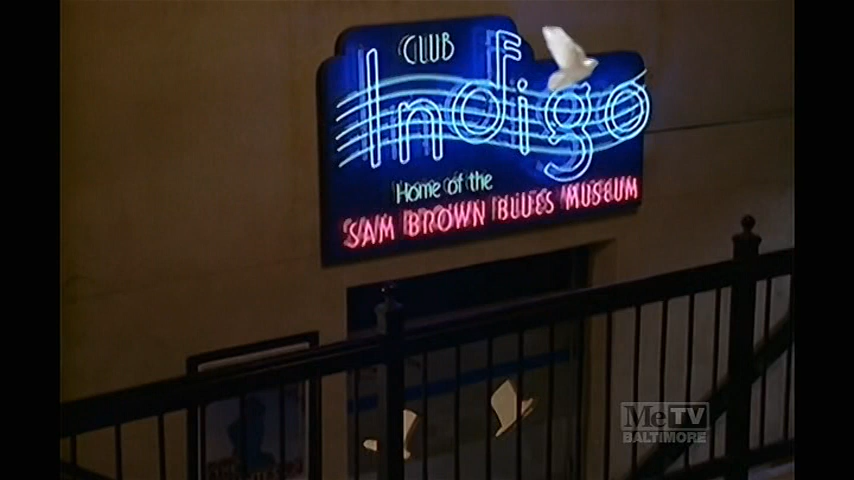 CLUB
Indigo
Home of the
SAM BROWN BLUES MUSEUM
MeTV
BALTIMORE